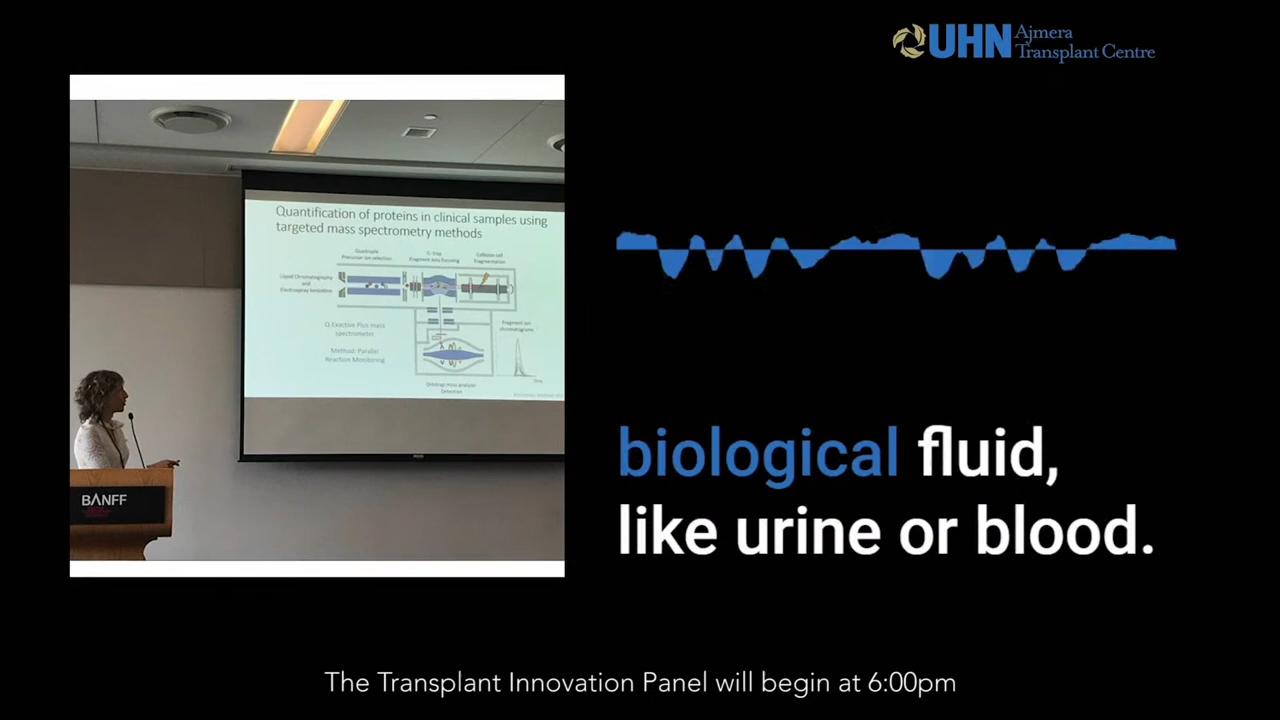 UHN Ajmera
Transplant Centre
Quantification of proteins in clinical samples using
targeted mass spectrometry methods
Quadrupole
Precursor ion selection
C-Trap
Fragment ions focusing
Collision cell
Fragmentation
Liquid Chromatography
and
Electrospray Ionization
Q Exactive Plus mass
spectrometer
Fragment ion
chromatograms
Method: Parallel
Reaction Monitoring
Time
Orbitrap mass analyzer
Detection
BANFF
biological fluid,
like urine or blood.
The Transplant Innovation Panel will begin at 6:00pm